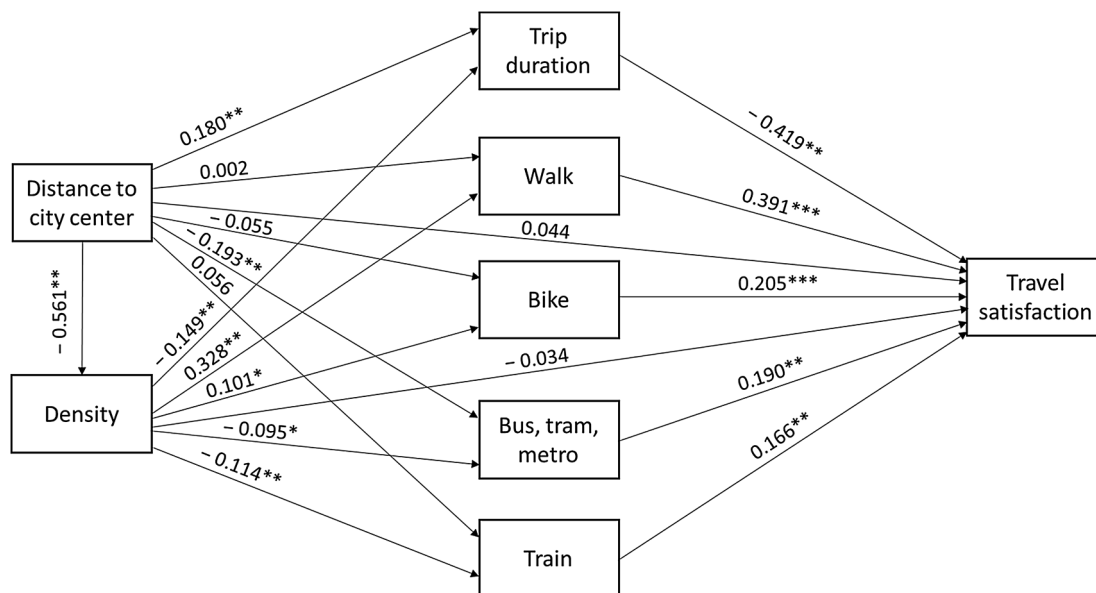 Trip
duration
0.180**
− 0.419**
Walk
0.002
Distance to
city center
0.391***
− 0.055
0.044
− 0.193**
0.056
Bike
0.205***
Travel
satisfaction
− 0.561**
− 0.149**
0.328**
− 0.034
0.101*
0.190**
Density
− 0.095*
Bus, tram,
metro
0.166**
− 0.114**
Train